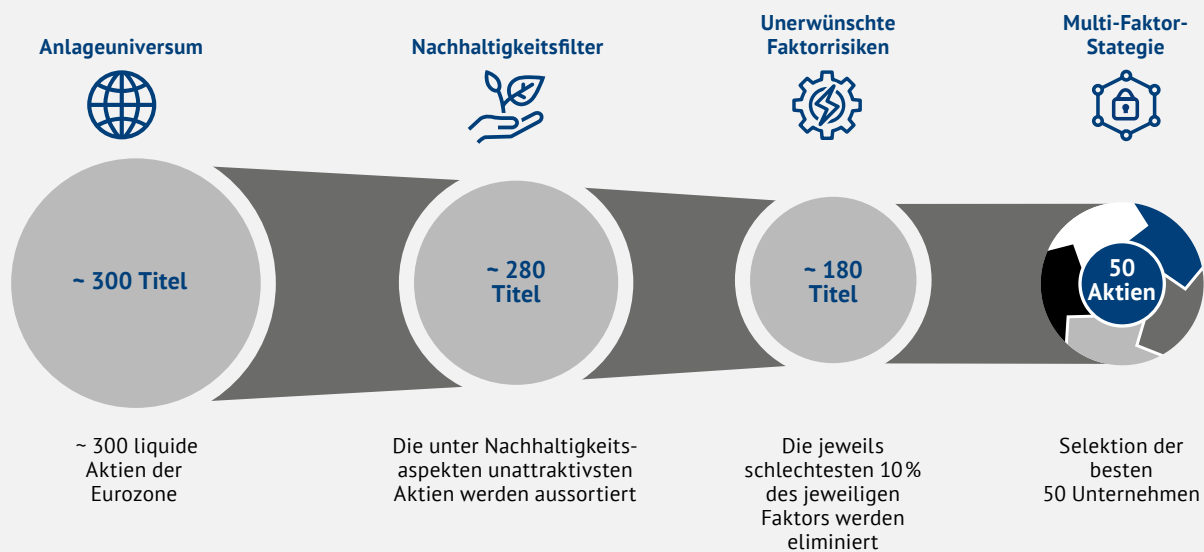 Anlageuniversum
Nachhaltigkeitsfilter
Unerwünschte
Faktorrisiken
Multi-Faktor-
Stategie
~ 300 Titel
~ 280
Titel
~ 180
Titel
50
Aktien
~ 300 liquide
Aktien der
Eurozone
Die unter Nachhaltigkeits-
aspekten unattraktivsten
Aktien werden aussortiert
Die jeweils
schlechtesten 10 %
des jeweiligen
Faktors werden
eliminiert
Selektion der
besten
50 Unternehmen